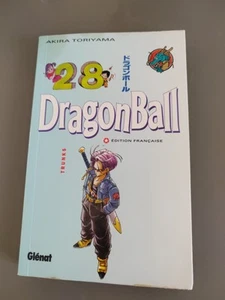 AKIRA TORIYAMA
28
ドラゴンボール
DragonBall
ÉDITION FRANÇAISE
TRUNKS
Glénat